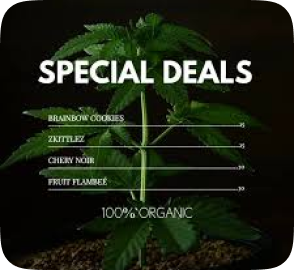 SPECIAL DEALS
BRAINBOW COOKIES
ZKITTLEZ
CHERY NOIR
FRUIT FLAMBEÉ
100% ORGANIC